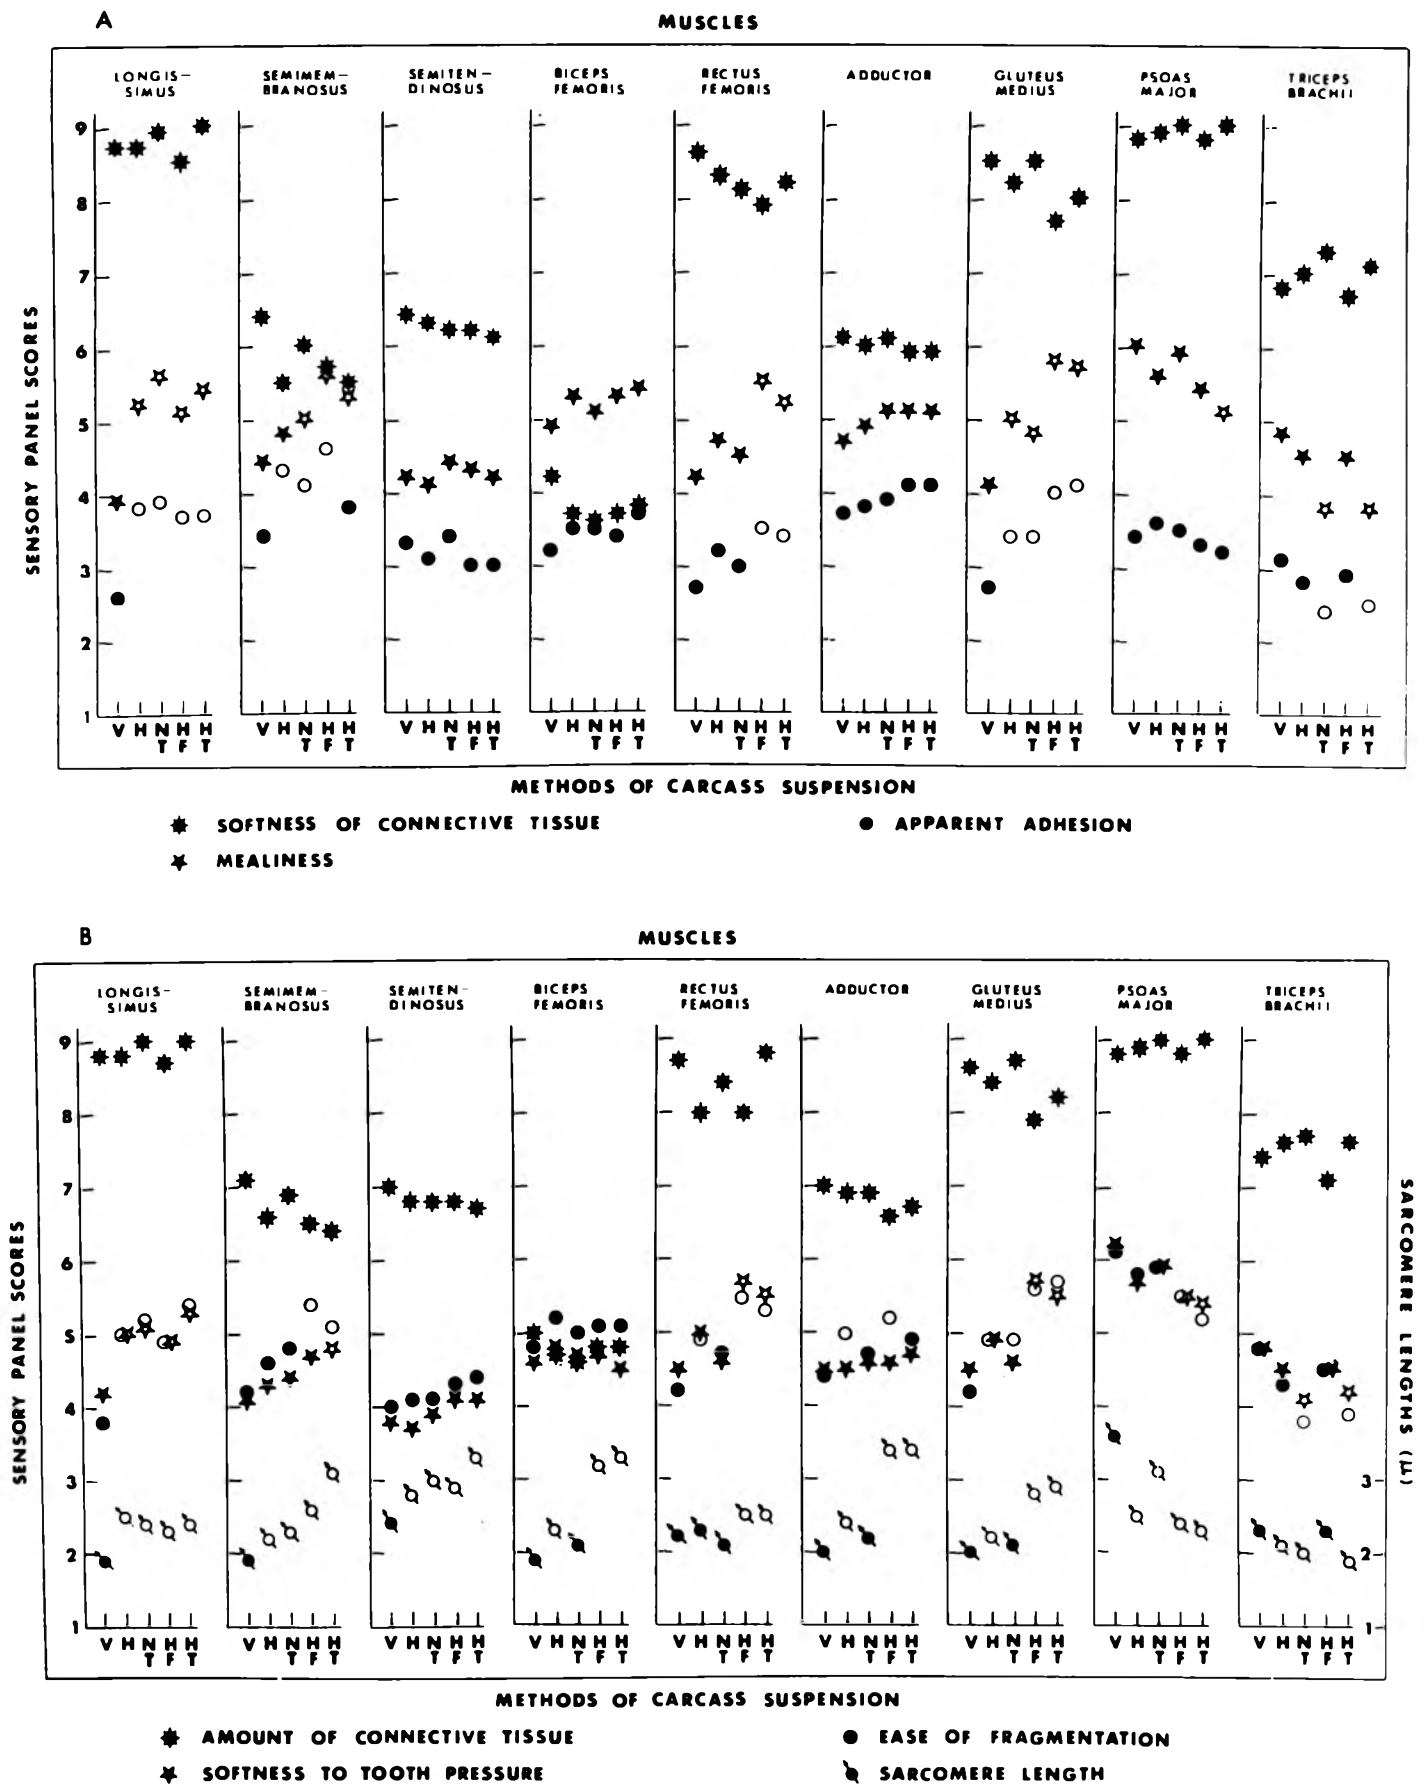 A
MUSCLES
LONGIS-
SIMUS
SEMIMEM-
BRANOSUS
SEMITEN-
DINOSUS
BICEPS
FEMORIS
RECTUS
FEMORIS
ADDUCTOR
GLUTEUS
MEDIUS
PSOAS
MAJOR
TRICEPS
BRACHII
SENSORY PANEL SCORES
9
8
7
6
5
4
3
2
1
V H N H H V H N H H V H N H H V H N H H V H N H H V H N H H V H N H H V H N H H V H N H H
T F T T F T T F T T F T T F T T F T T F T T F T T F T
METHODS OF CARCASS SUSPENSION
SOFTNESS OF CONNECTIVE TISSUE
APPARENT ADHESION
MEALINESS
B
MUSCLES
LONGIS-
SIMUS
SEMIMEM-
BRANOSUS
SEMITEN-
DINOSUS
BICEPS
FEMORIS
RECTUS
FEMORIS
ADDUCTOR
GLUTEUS
MEDIUS
PSOAS
MAJOR
TRICEPS
BRACHII
SENSORY PANEL SCORES
9
8
7
6
5
4
3
2
1
SARCOMERE LENGTHS (μ)
3
2
1
V H N H H V H N H H V H N H H V H N H H V H N H H V H N H H V H N H H V H N H H V H N H H
T F T T F T T F T T F T T F T T F T T F T T F T T F T
METHODS OF CARCASS SUSPENSION
AMOUNT OF CONNECTIVE TISSUE
EASE OF FRAGMENTATION
SOFTNESS TO TOOTH PRESSURE
SARCOMERE LENGTH